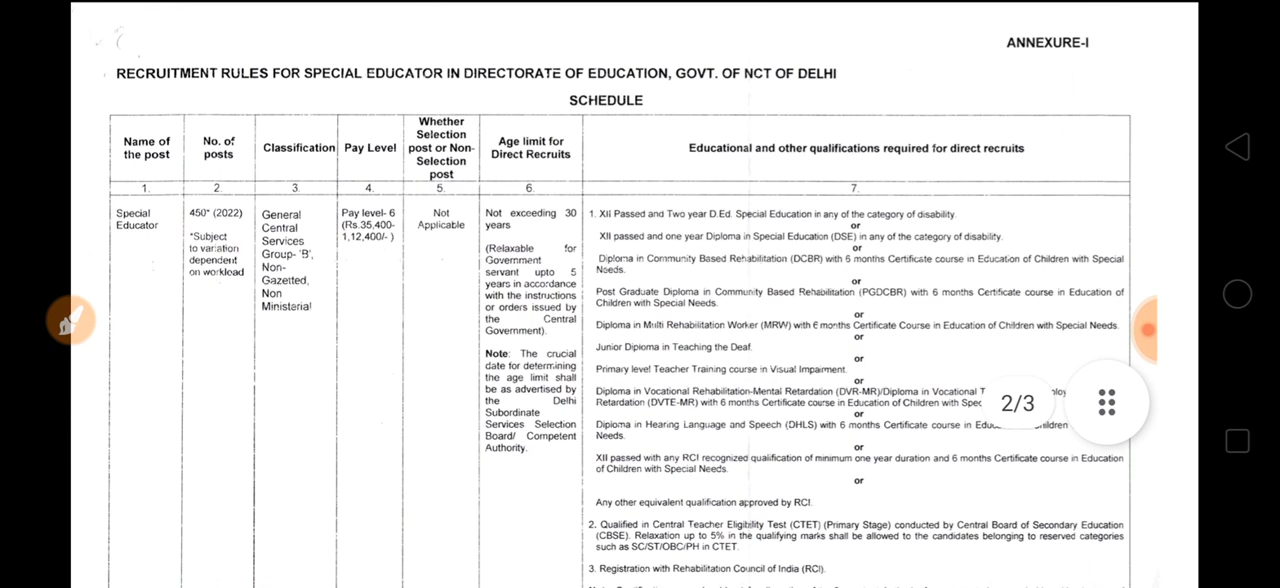 ANNEXURE-I
RECRUITMENT RULES FOR SPECIAL EDUCATOR IN DIRECTORATE OF EDUCATION, GOVT. OF NCT OF DELHI
SCHEDULE
Name of
the post
No. of
posts
Classification
Pay Level
Whether
Selection
post or Non-
Selection
post
Age limit for
Direct Recruits
Educational and other qualifications required for direct recruits
1.
2.
3.
4.
5.
6.
7.
Special
Educator
450* (2022)
*Subject
to variation
dependent
on workload
General
Central
Services
Group- 'B',
Non-
Gazetted,
Non
Ministerial
Pay level- 6
(Rs.35,400-
1,12,400/- )
Not
Applicable
Not exceeding 30
years
(Relaxable for
Government
servant upto 5
years in accordance
with the instructions
or orders issued by
the Central
Government).
Note: The crucial
date for determining
the age limit shall
be as advertised by
the Delhi
Subordinate
Services Selection
Board/ Competent
Authority.
1. XII Passed and Two year D.Ed. Special Education in any of the category of disability.
or
XII passed and one year Diploma in Special Education (DSE) in any of the category of disability.
or
Diploma in Community Based Rehabilitation (DCBR) with 6 months Certificate course in Education of Children with Special
Needs.
or
Post Graduate Diploma in Community Based Rehabilitation (PGDCBR) with 6 months Certificate course in Education of
Children with Special Needs.
or
Diploma in Multi Rehabilitation Worker (MRW) with 6 months Certificate Course in Education of Children with Special Needs.
or
Junior Diploma in Teaching the Deaf.
or
Primary level Teacher Training course in Visual Impairment.
or
Diploma in Vocational Rehabilitation-Mental Retardation (DVR-MR)/Diploma in Vocational
Retardation (DVTE-MR) with 6 months Certificate course in Education of Children with
or
Diploma in Hearing Language and Speech (DHLS) with 6 months Certificate course in
Needs.
or
XII passed with any RCI recognized qualification of minimum one year duration and 6 months Certificate course in Education
of Children with Special Needs.
or
Any other equivalent qualification approved by RCI.
2. Qualified in Central Teacher Eligibility Test (CTET) (Primary Stage) conducted by Central Board of Secondary Education
(CBSE). Relaxation up to 5% in the qualifying marks shall be allowed to the candidates belonging to reserved categories
such as SC/ST/OBC/PH in CTET.
3. Registration with Rehabilitation Council of India (RCI).
2/3